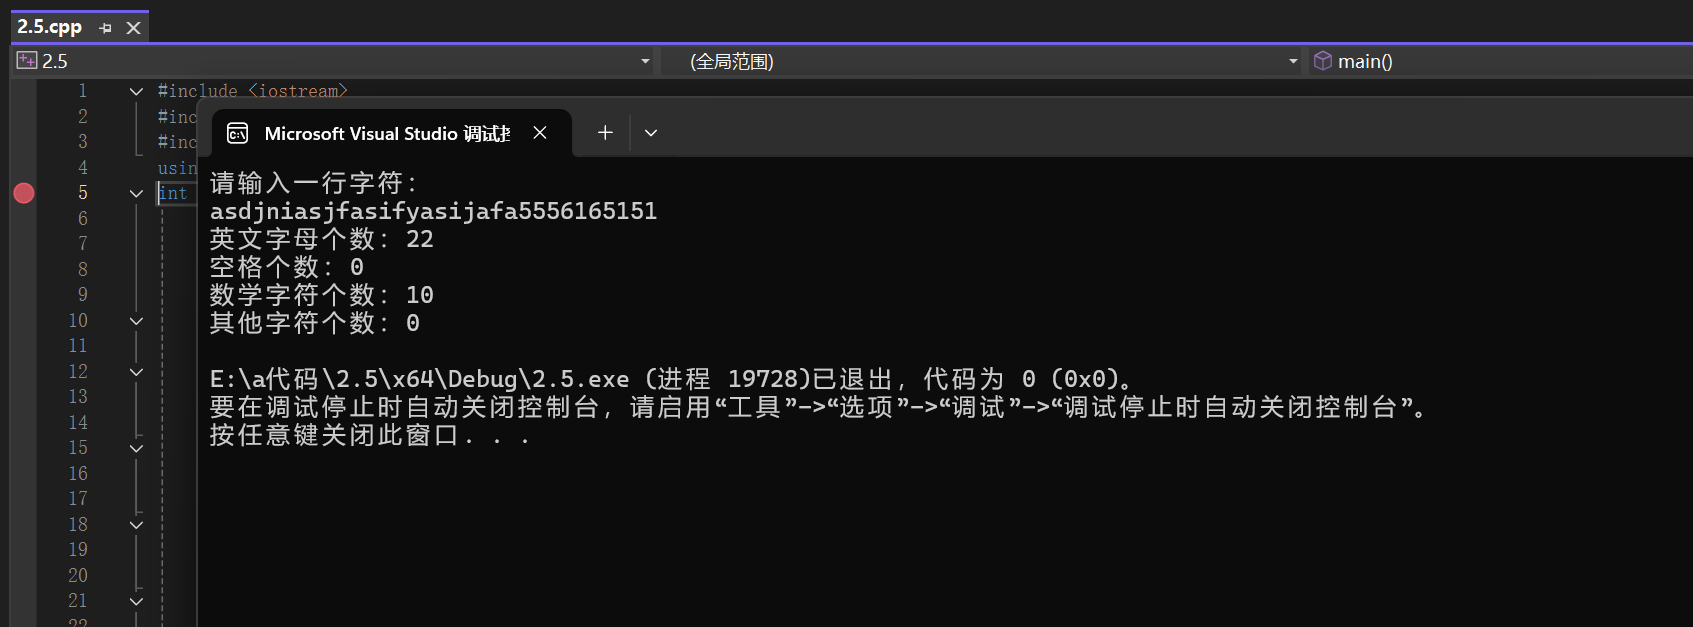 2.5.cpp
2.5 (全局范围) main()
1 #include <iostream>
2 #inc
3 #inc
4 usin
5 int
6
7
8
9
10
11
12
13
14
15
16
17
18
19
20
21
22
Microsoft Visual Studio 调试
请输入一行字符:
asdjniasjfasifyasijafa5556165151
英文字母个数: 22
空格个数: 0
数学字符个数: 10
其他字符个数: 0
E:\a代码\2.5\x64\Debug\2.5.exe (进程 19728)已退出，代码为 0 (0x0)。
要在调试停止时自动关闭控制台，请启用“工具”->“选项”->“调试”->“调试停止时自动关闭控制台”。
按任意键关闭此窗口. . .